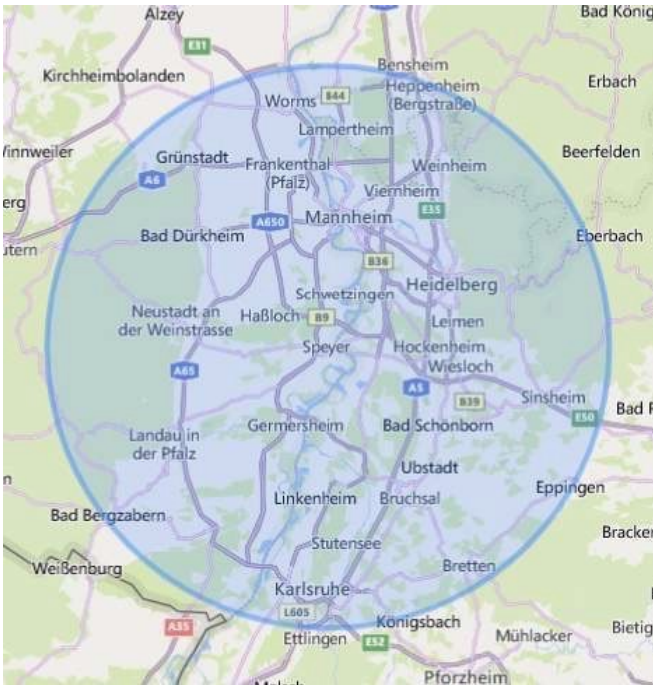 Alzey
Bad König
E31
Bensheim
Kirchheimbolanden
Heppenheim
(Bergstraße)
Erbach
Worms
B44
Lampertheim
Winnweiler
Grünstadt
Frankenthal
(Pfalz)
Weinheim
Beerfelden
A6
Viernheim
erg
Mannheim
E35
A650
Bad Dürkheim
Eberbach
utern
B36
Heidelberg
Schwetzingen
Neustadt an
der Weinstrasse
Haßloch
B9
Leimen
Speyer
Hockenheim
Wiesloch
A65
A5
B39
Sinsheim
Bad F
E50
Germersheim
Bad Schönborn
Landau in
der Pfalz
Ubstadt
n
Linkenheim
Bruchsal
Eppingen
Bad Bergzabern
Bracken
Stutensee
Weißenburg
Bretten
Karlsruhe
L605
A35
Königsbach
Bietig
Ettlingen
E52
Mühlacker
Pforzheim